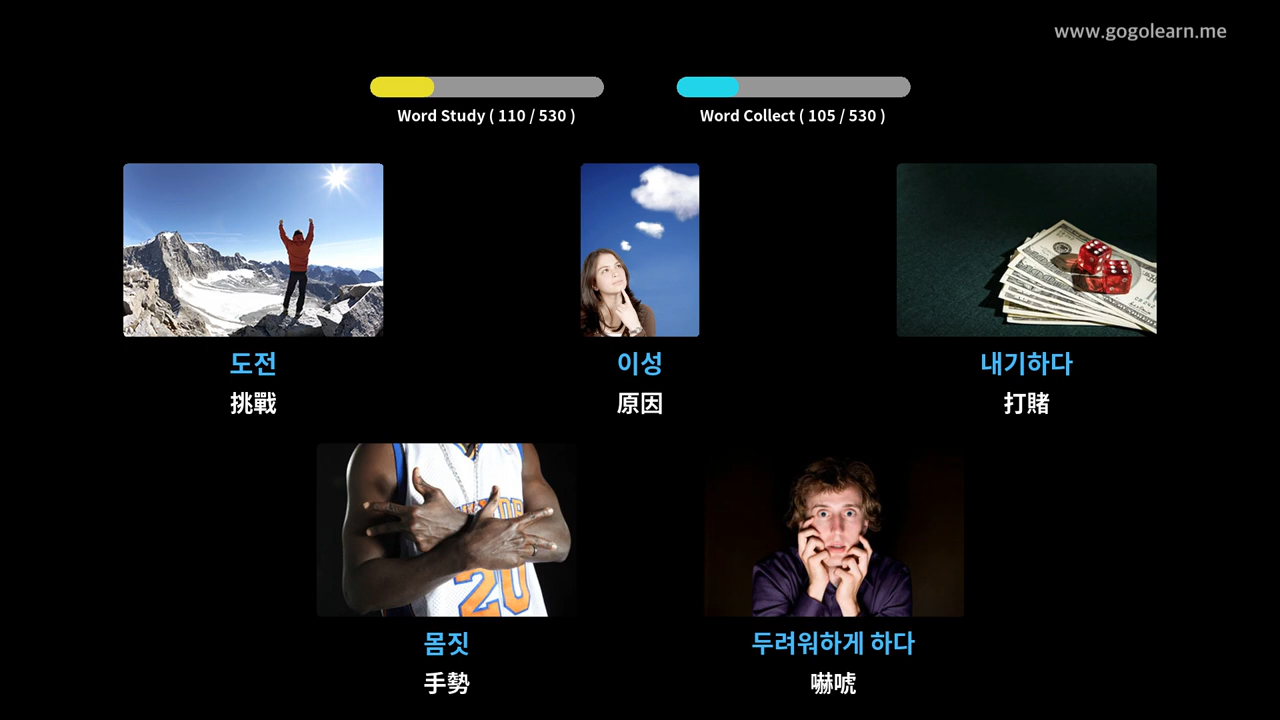 www.gogolearn.me
Word Study ( 110 / 530 )
Word Collect ( 105 / 530 )
도전
挑戰
이성
原因
내기하다
打賭
20
몸짓
手勢
두려워하게 하다
嚇唬